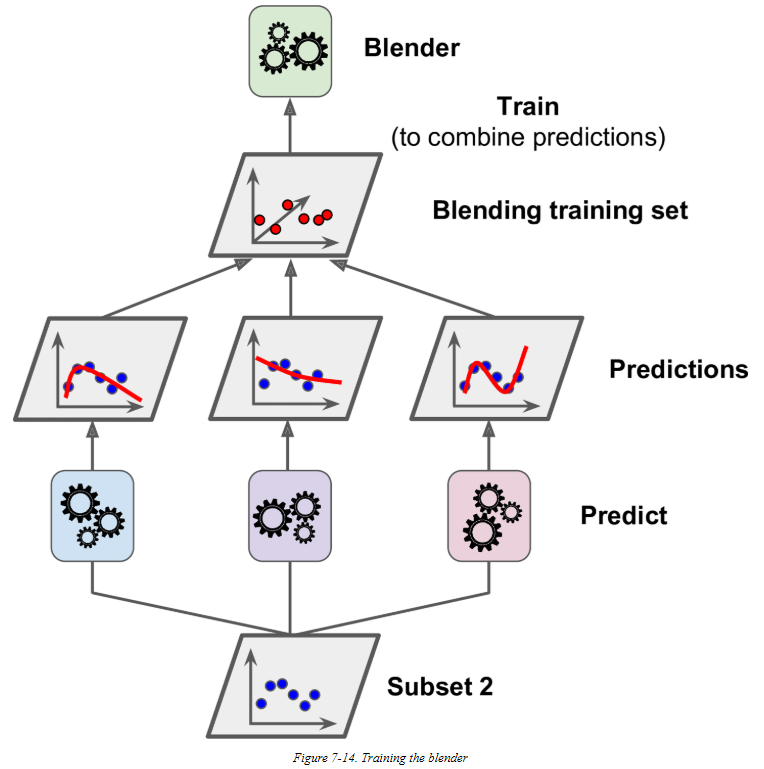 Blender
Train
(to combine predictions)
Blending training set
Predictions
Predict
Subset 2
Figure 7-14. Training the blender